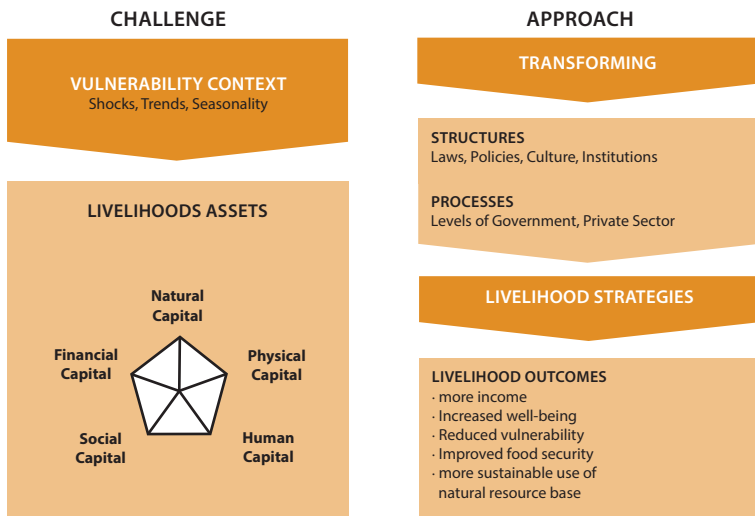 CHALLENGE
VULNERABILITY CONTEXT
Shocks, Trends, Seasonality
LIVELIHOODS ASSETS
Natural
Capital
Financial
Capital
Physical
Capital
Social
Capital
Human
Capital
APPROACH
TRANSFORMING
STRUCTURES
Laws, Policies, Culture, Institutions
PROCESSES
Levels of Government, Private Sector
LIVELIHOOD STRATEGIES
LIVELIHOOD OUTCOMES
· more income
· Increased well-being
· Reduced vulnerability
· Improved food security
· more sustainable use of
natural resource base